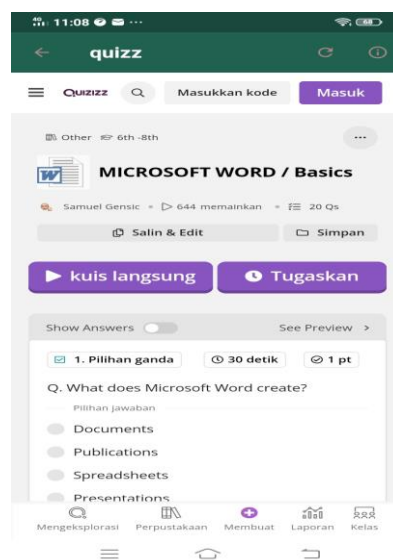 4G 11:08 68
quizz
QUIZIZZ Masukkan kode Masuk
Other 6th -8th
W MICROSOFT WORD / Basics
Samuel Gensic • 644 memainkan • 20 Qs
Salin & Edit Simpan
kuis langsung Tugaskan
Show Answers See Preview >
1. Pilihan ganda 30 detik 1 pt
Q. What does Microsoft Word create?
Pilihan jawaban
Documents
Publications
Spreadsheets
Presentations
Mengeksplorasi Perpustakaan Membuat Laporan Kelas